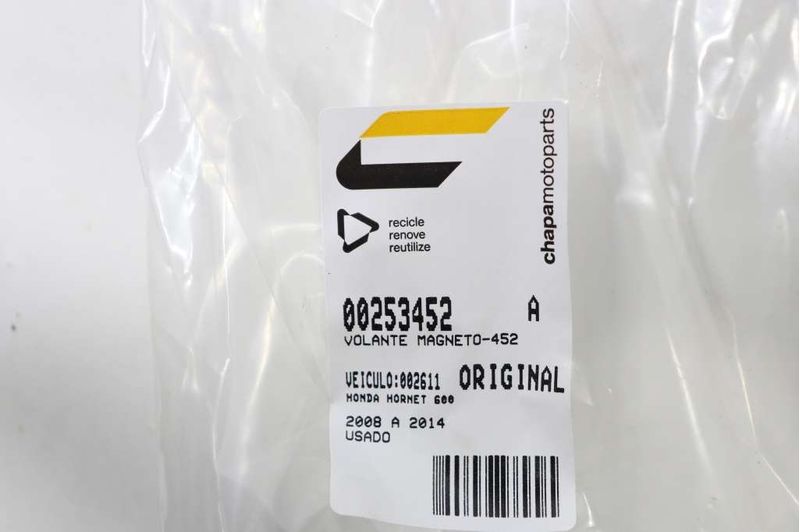 chapamotoparts
recicle
renove
reutilize
00253452 A
VOLANTE MAGNETO-452
VEICULO:002611 ORIGINAL
HONDA HORNET 600
2008 A 2014
USADO